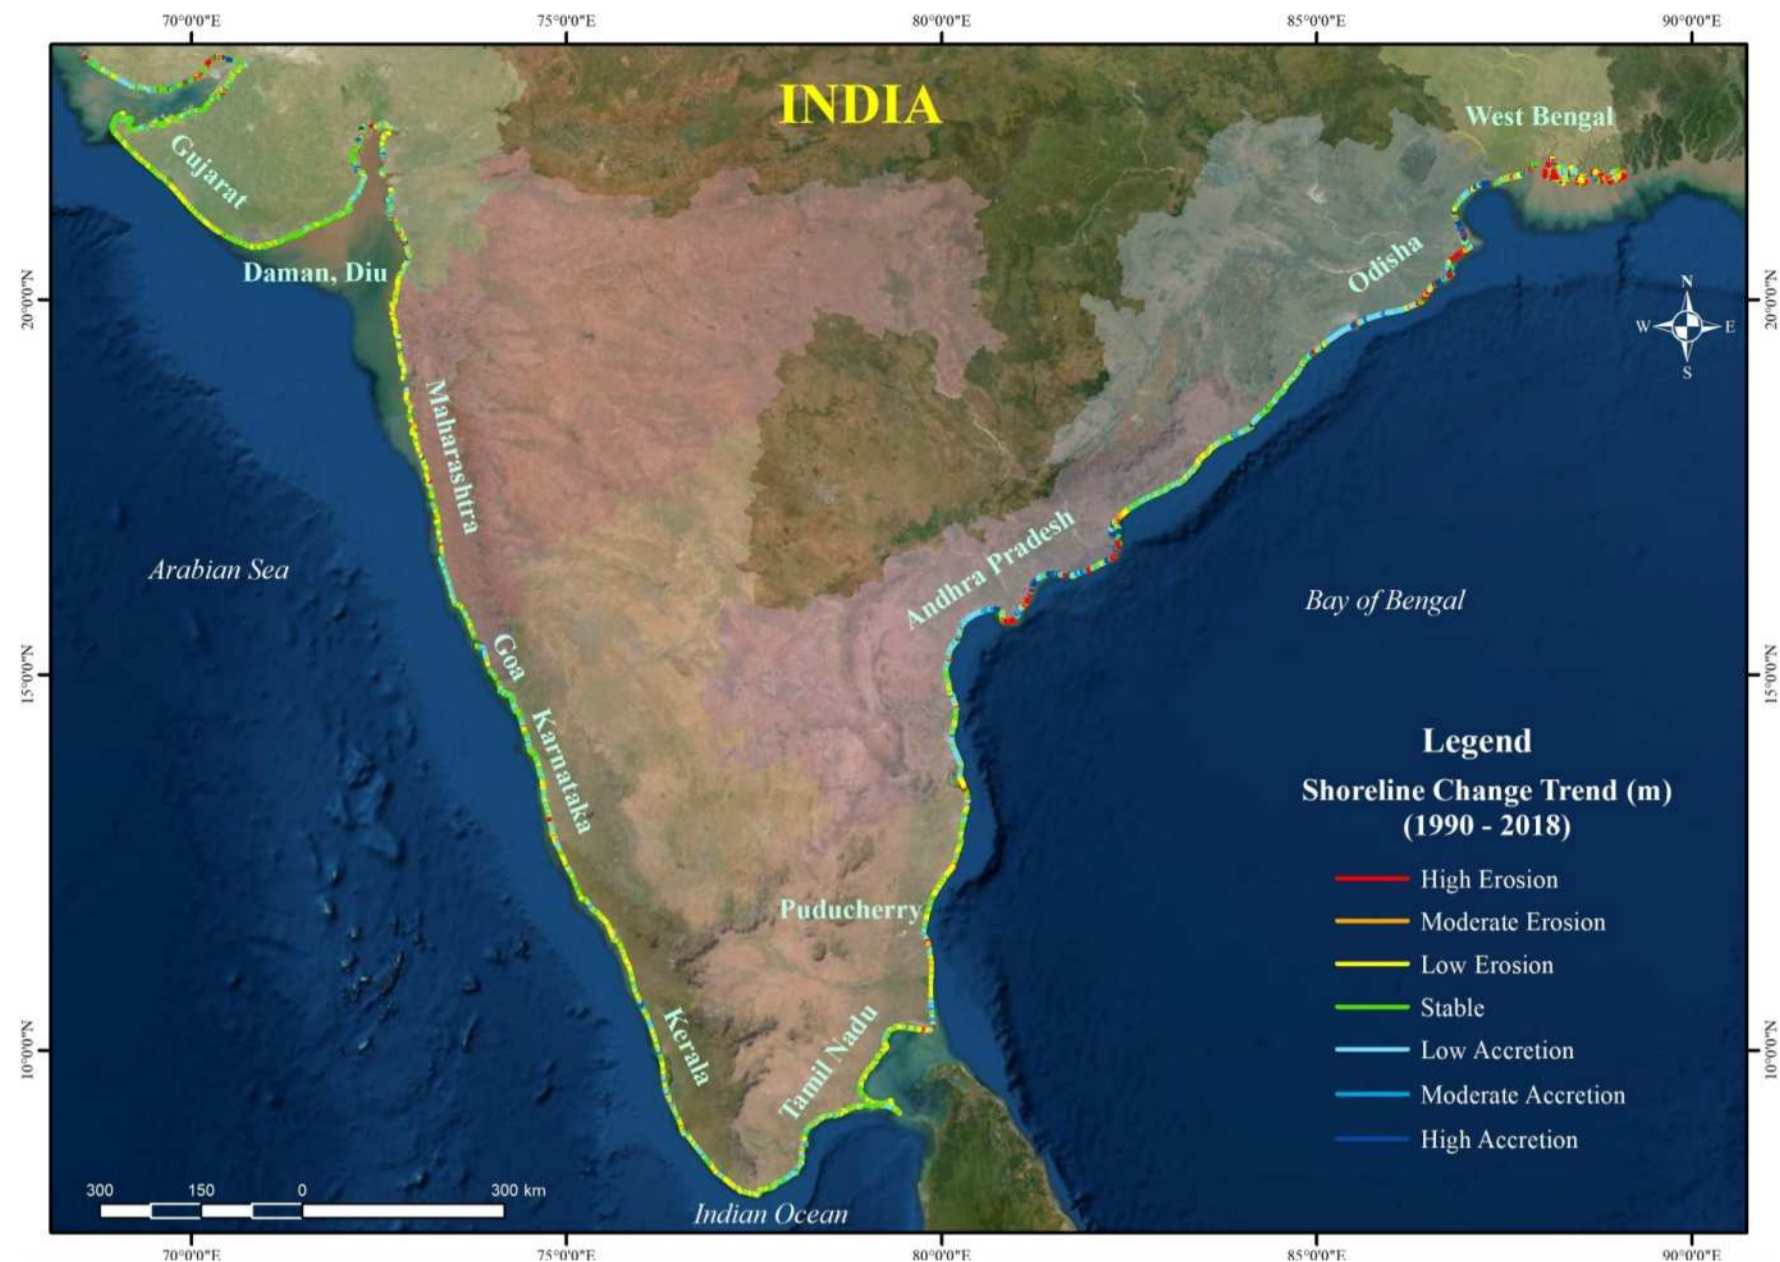 70°0'0"E 75°0'0"E 80°0'0"E 85°0'0"E 90°0'0"E
INDIA
West Bengal
Gujarat
Odisha
Daman, Diu
20°0'0"N 20°0'0"N
N
W E
S
Maharashtra
Andhra Pradesh
Arabian Sea
Bay of Bengal
Goa
15°0'0"N 15°0'0"N
Karnataka
Legend
Shoreline Change Trend (m)
(1990 - 2018)
High Erosion
Moderate Erosion
Low Erosion
Stable
Low Accretion
Moderate Accretion
High Accretion
Puducherry
Kerala
Tamil Nadu
10°0'0"N 10°0'0"N
300 150 0 300 km
Indian Ocean
70°0'0"E 75°0'0"E 80°0'0"E 85°0'0"E 90°0'0"E